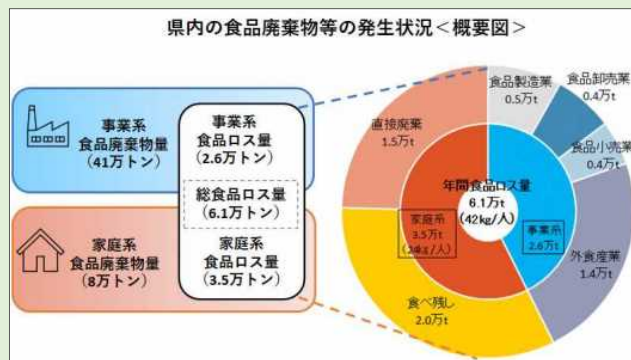 県内の食品廃棄物等の発生状況＜概要図＞
事業系
食品廃棄物量
（41万トン）
事業系
食品ロス量
（2.6万トン）
総食品ロス量
（6.1万トン）
家庭系
食品廃棄物量
（8万トン）
家庭系
食品ロス量
（3.5万トン）
食品製造業
0.5万t
食品卸売業
0.4万t
食品小売業
0.4万t
外食産業
1.4万t
食べ残し
2.0万t
直接廃棄
1.5万t
年間食品ロス量
6.1万t
(42kg/人)
家庭系
3.5万t
(24kg/人)
事業系
2.6万t